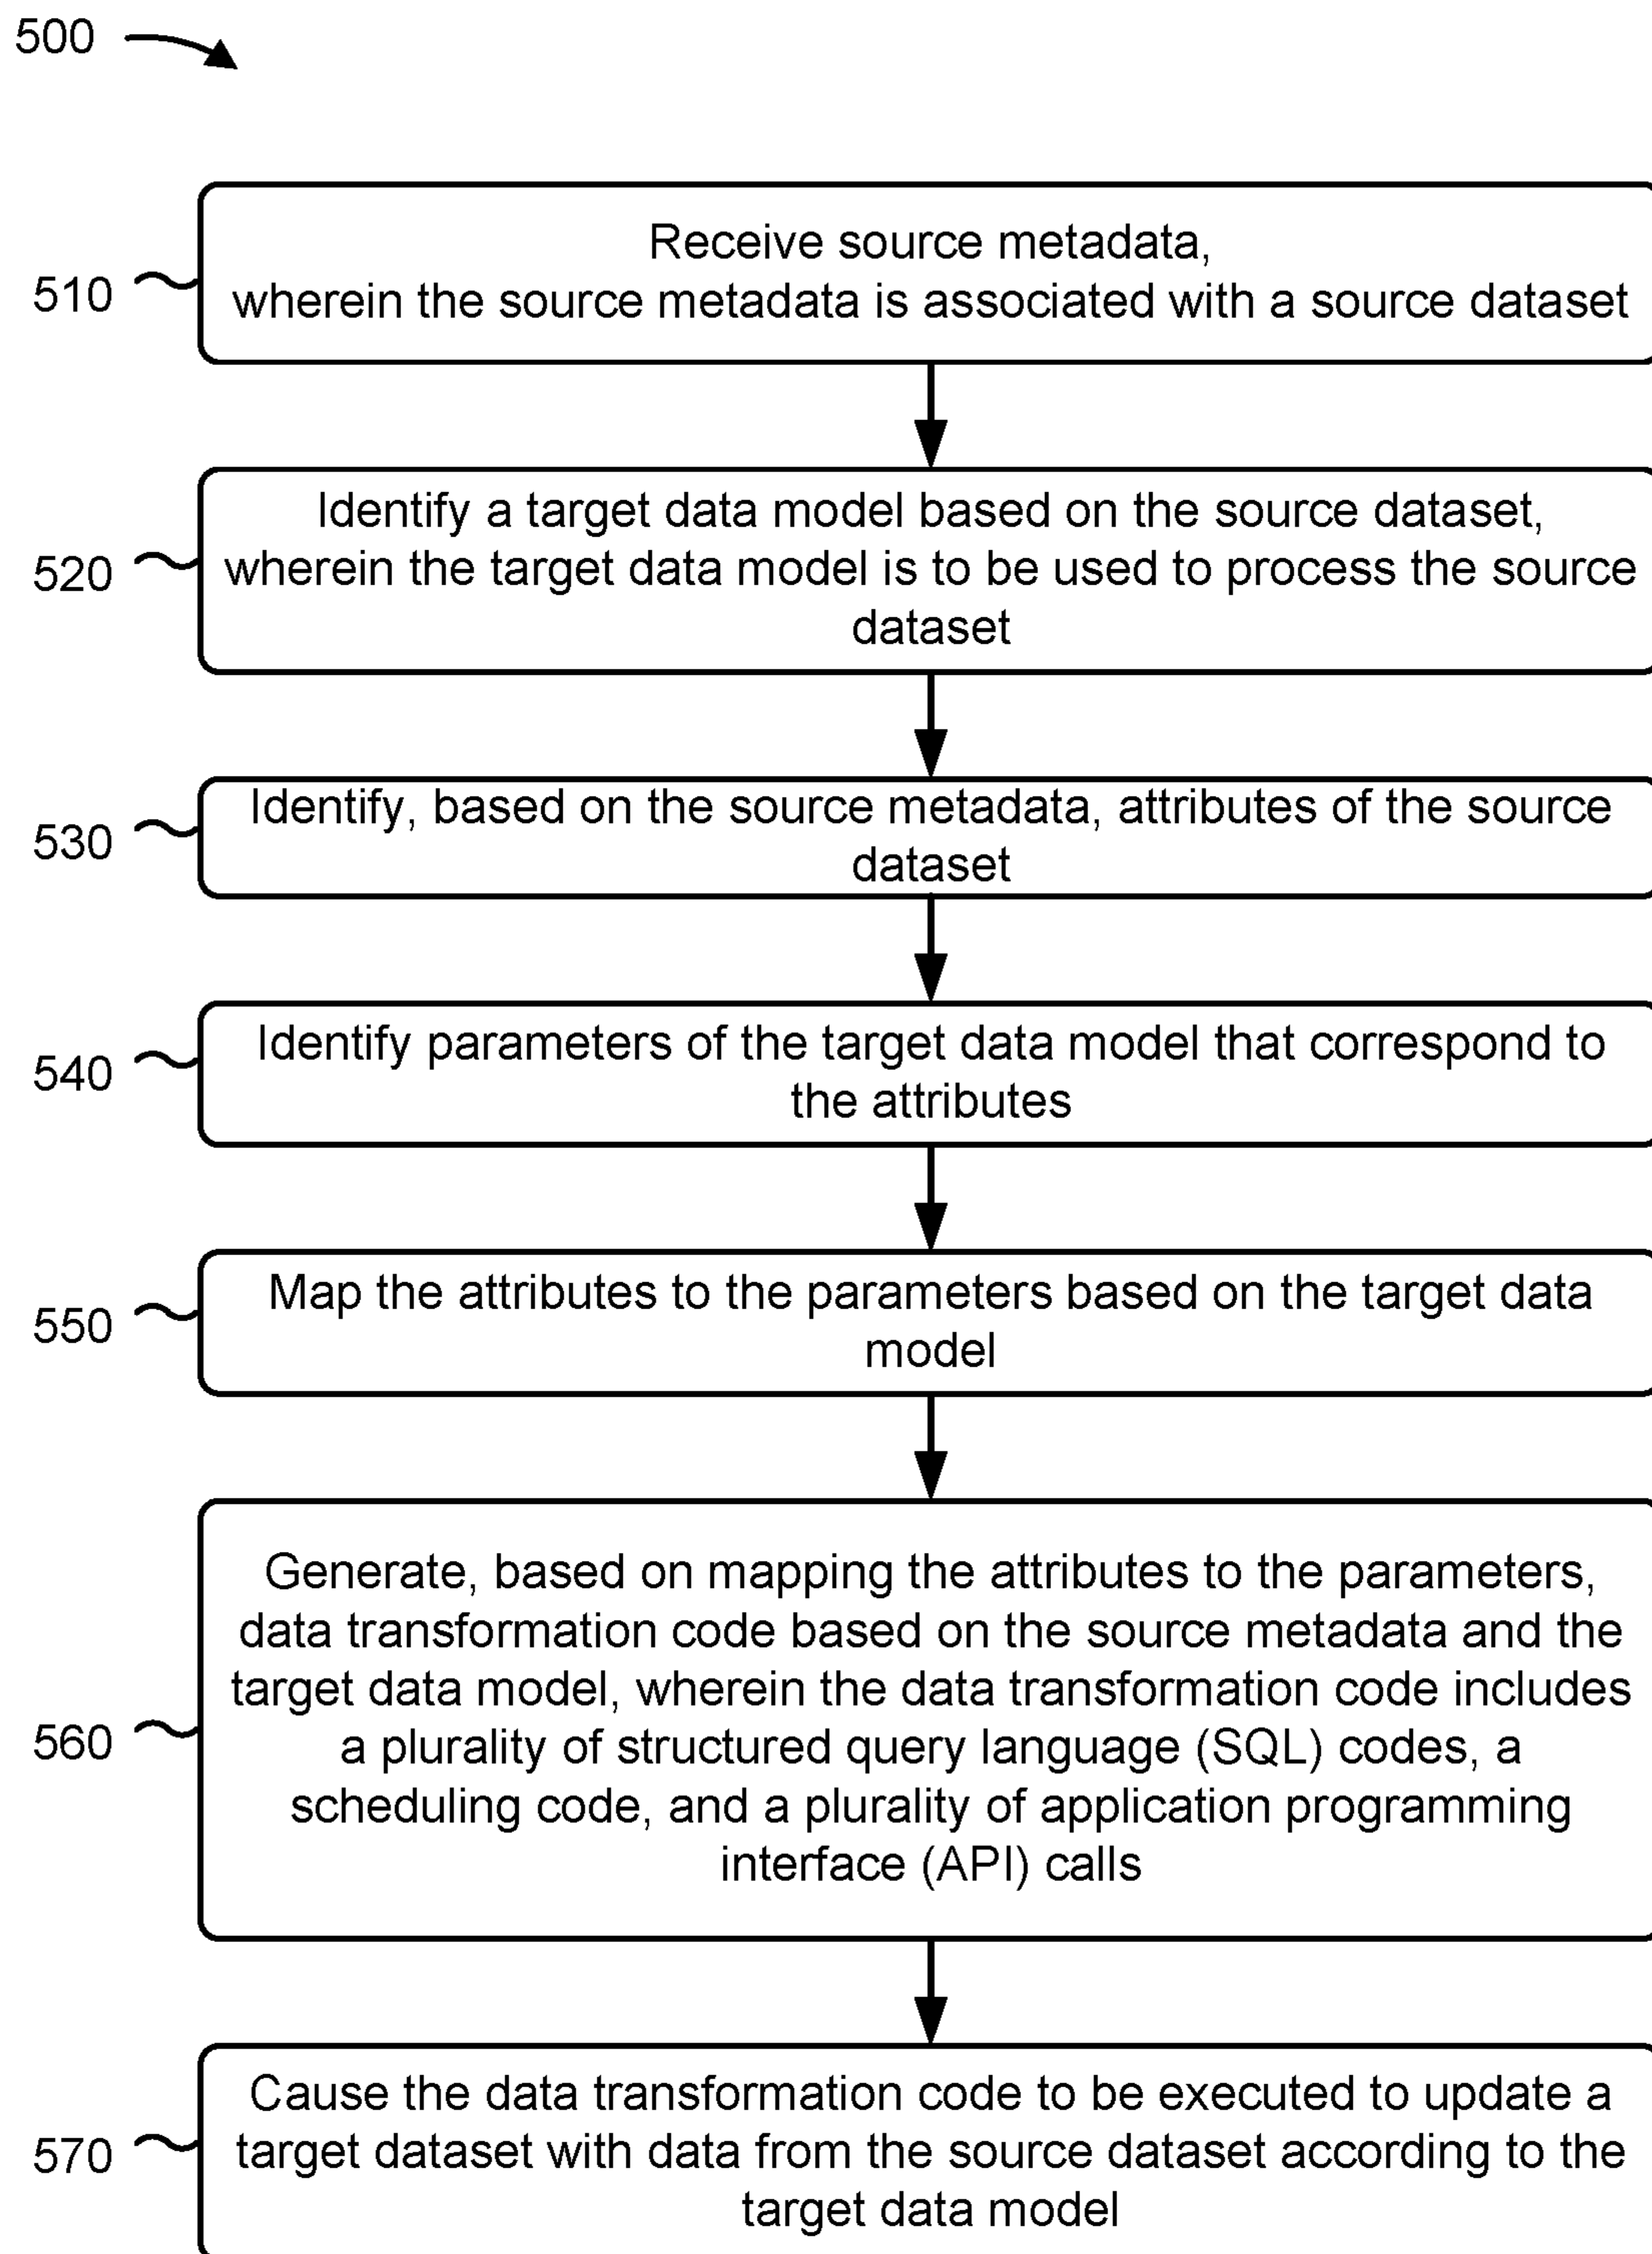 500
510
Receive source metadata,
wherein the source metadata is associated with a source dataset
520
Identify a target data model based on the source dataset,
wherein the target data model is to be used to process the source
dataset
530
Identify, based on the source metadata, attributes of the source
dataset
540
Identify parameters of the target data model that correspond to
the attributes
550
Map the attributes to the parameters based on the target data
model
560
Generate, based on mapping the attributes to the parameters,
data transformation code based on the source metadata and the
target data model, wherein the data transformation code includes
a plurality of structured query language (SQL) codes, a
scheduling code, and a plurality of application programming
interface (API) calls
570
Cause the data transformation code to be executed to update a
target dataset with data from the source dataset according to the
target data model